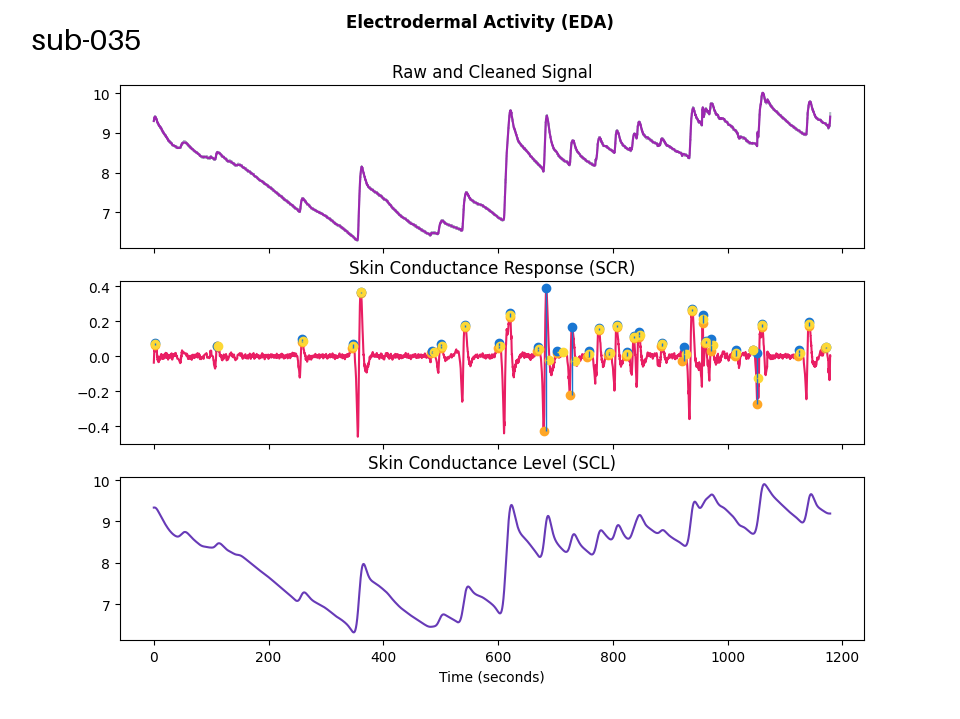 Electrodermal Activity (EDA)
sub-035
Raw and Cleaned Signal
10
9
8
7
Skin Conductance Response (SCR)
0.4
0.2
0.0
−0.2
−0.4
Skin Conductance Level (SCL)
10
9
8
7
0 200 400 600 800 1000 1200
Time (seconds)